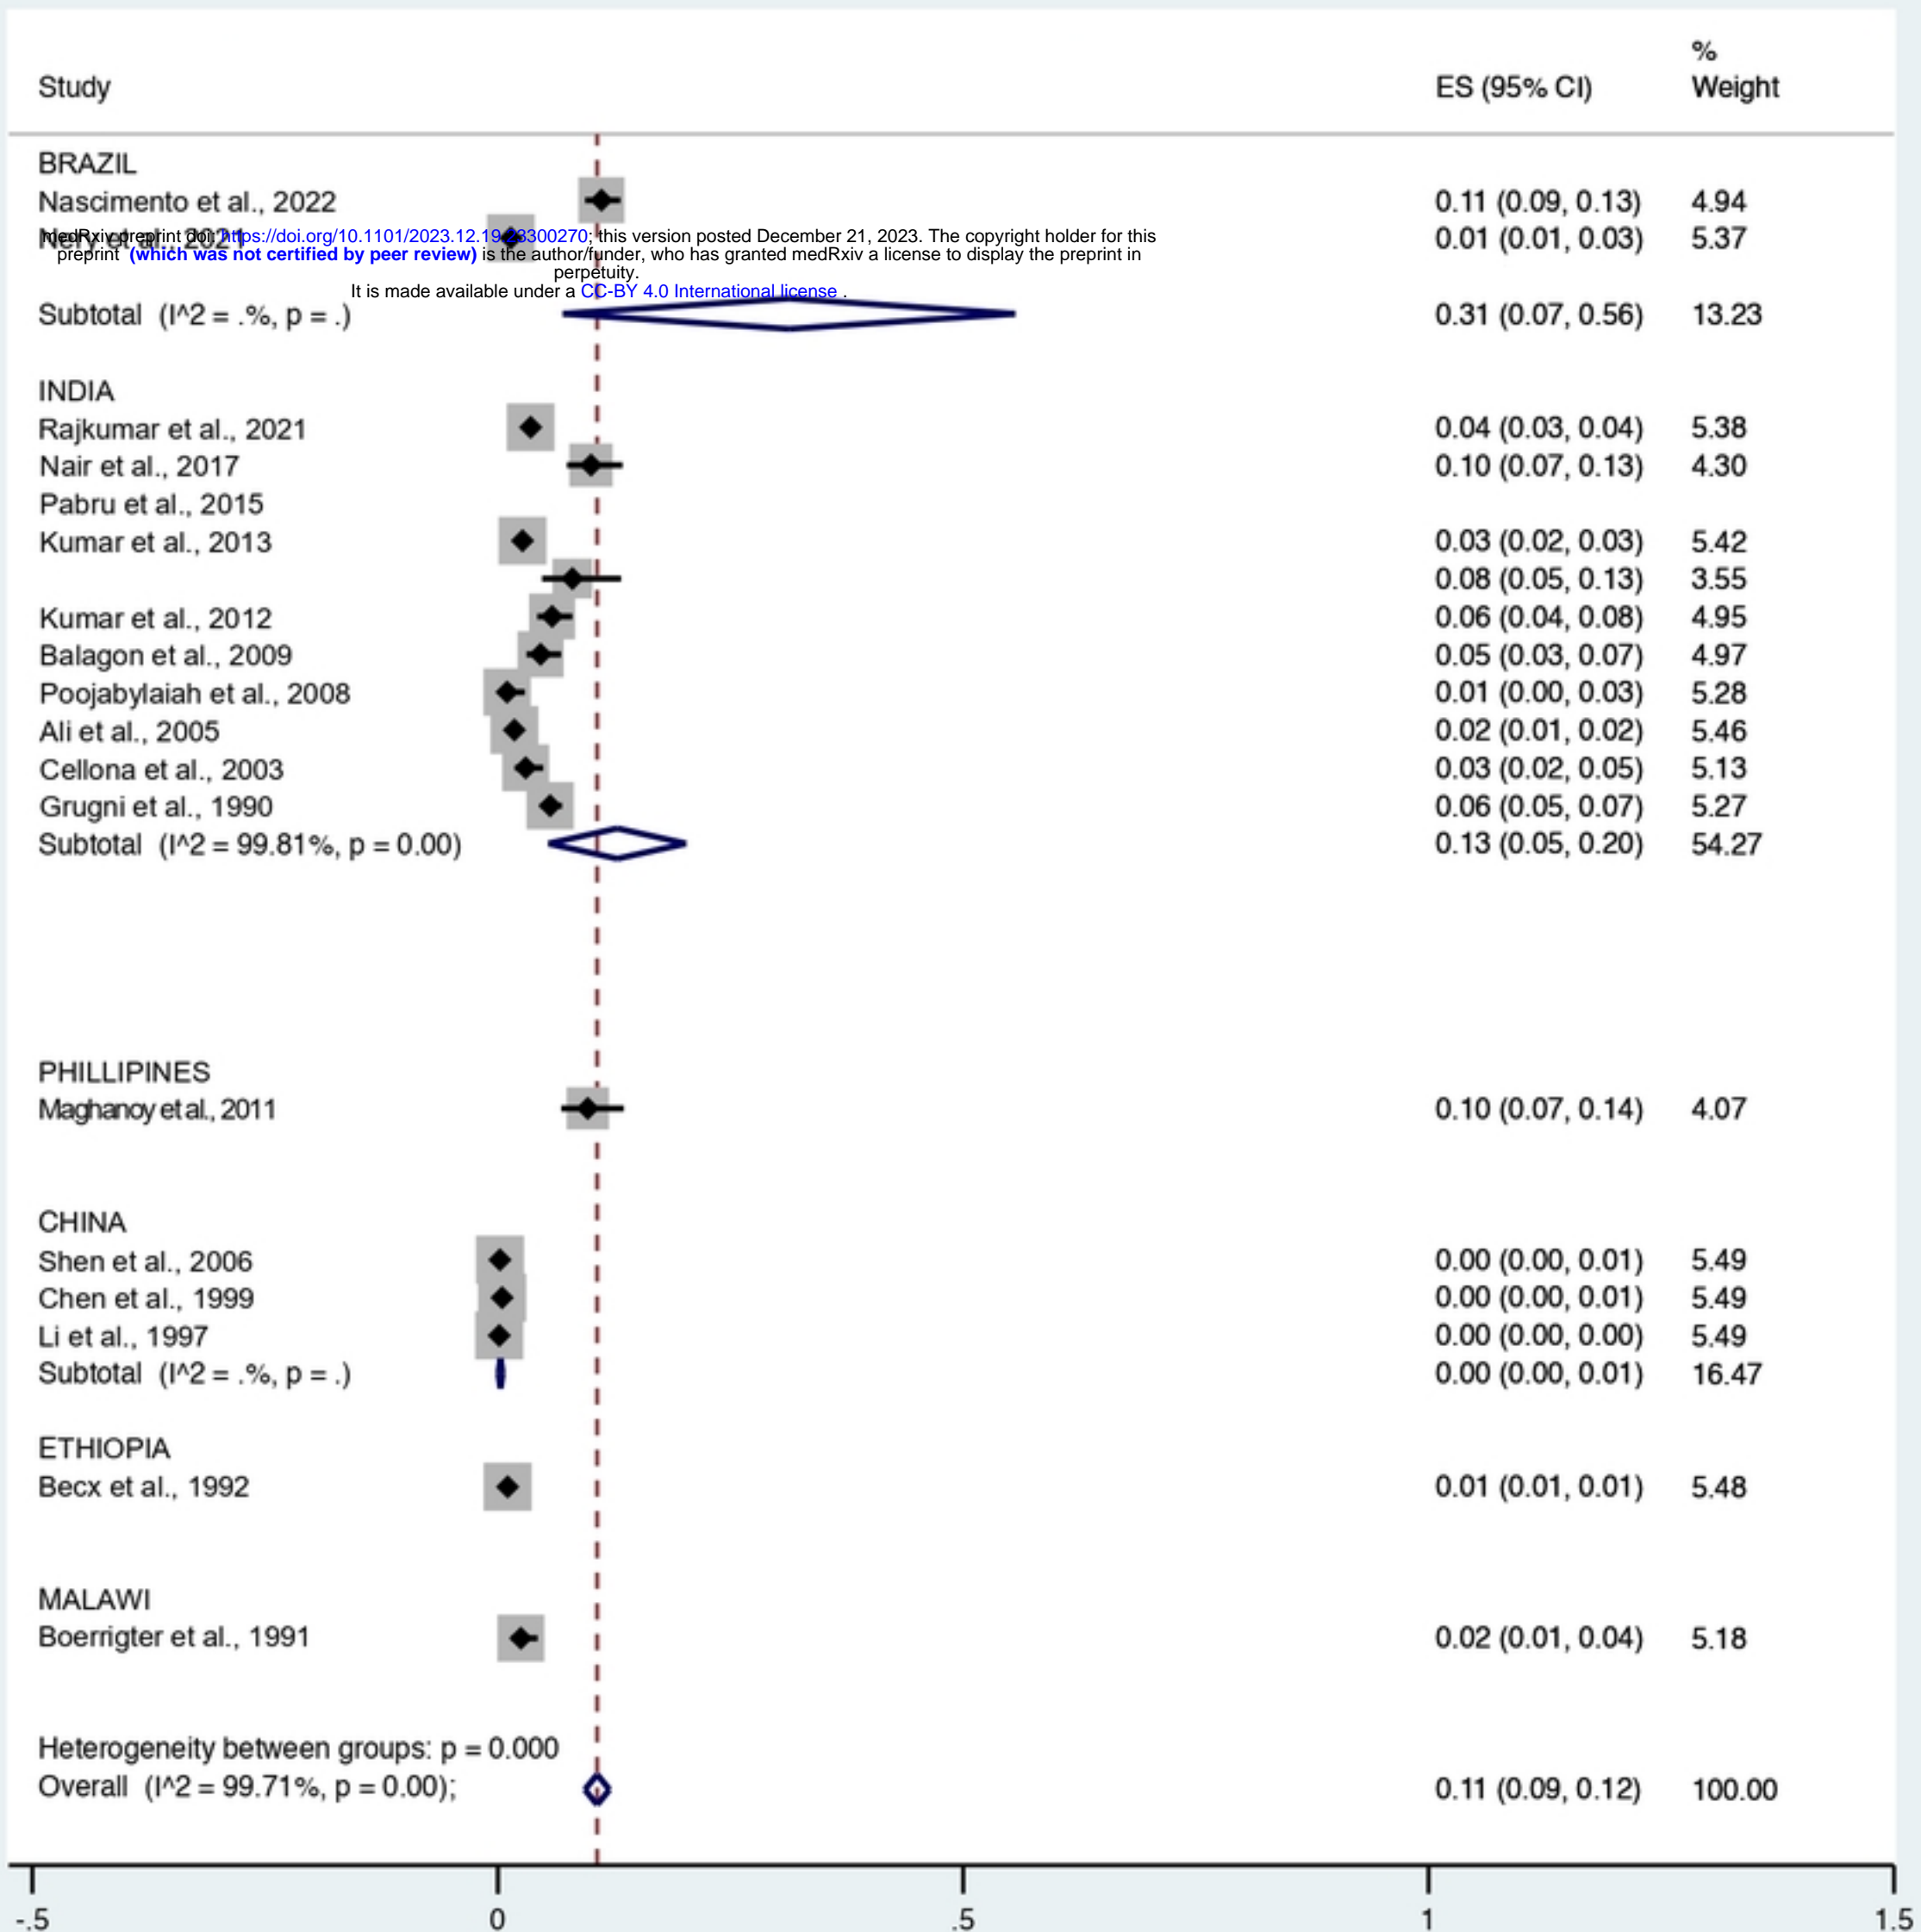 %
Study ES (95% CI) Weight
BRAZIL
Nascimento et al., 2022 0.11 (0.09, 0.13) 4.94
Nery et al., 2021 0.01 (0.01, 0.03) 5.37
medRxiv preprint doi: https://doi.org/10.1101/2023.12.19.23300270; this version posted December 21, 2023. The copyright holder for this
preprint (which was not certified by peer review) is the author/funder, who has granted medRxiv a license to display the preprint in
perpetuity.
It is made available under a CC-BY 4.0 International license .
Subtotal (I^2 = .%, p = .) 0.31 (0.07, 0.56) 13.23
INDIA
Rajkumar et al., 2021 0.04 (0.03, 0.04) 5.38
Nair et al., 2017 0.10 (0.07, 0.13) 4.30
Pabru et al., 2015
Kumar et al., 2013 0.03 (0.02, 0.03) 5.42
0.08 (0.05, 0.13) 3.55
Kumar et al., 2012 0.06 (0.04, 0.08) 4.95
Balagon et al., 2009 0.05 (0.03, 0.07) 4.97
Poojabylaiah et al., 2008 0.01 (0.00, 0.03) 5.28
Ali et al., 2005 0.02 (0.01, 0.02) 5.46
Cellona et al., 2003 0.03 (0.02, 0.05) 5.13
Grugni et al., 1990 0.06 (0.05, 0.07) 5.27
Subtotal (I^2 = 99.81%, p = 0.00) 0.13 (0.05, 0.20) 54.27
PHILLIPINES
Maghanoy et al., 2011 0.10 (0.07, 0.14) 4.07
CHINA
Shen et al., 2006 0.00 (0.00, 0.01) 5.49
Chen et al., 1999 0.00 (0.00, 0.01) 5.49
Li et al., 1997 0.00 (0.00, 0.00) 5.49
Subtotal (I^2 = .%, p = .) 0.00 (0.00, 0.01) 16.47
ETHIOPIA
Becx et al., 1992 0.01 (0.01, 0.01) 5.48
MALAWI
Boerrigter et al., 1991 0.02 (0.01, 0.04) 5.18
Heterogeneity between groups: p = 0.000
Overall (I^2 = 99.71%, p = 0.00); 0.11 (0.09, 0.12) 100.00
-.5 0 .5 1 1.5